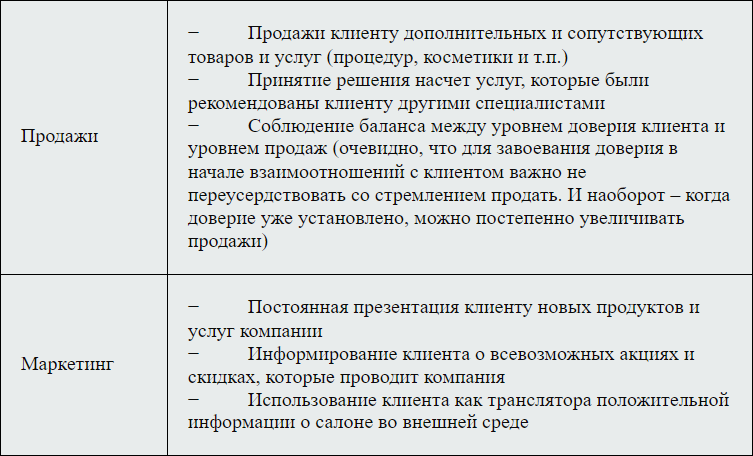 Продажи
− Продажи клиенту дополнительных и сопутствующих
товаров и услуг (процедур, косметики и т.п.)
− Принятие решения насчет услуг, которые были
рекомендованы клиенту другими специалистами
− Соблюдение баланса между уровнем доверия клиента и
уровнем продаж (очевидно, что для завоевания доверия в
начале взаимоотношений с клиентом важно не
переусердствовать со стремлением продать. И наоборот – когда
доверие уже установлено, можно постепенно увеличивать
продажи)
Маркетинг
− Постоянная презентация клиенту новых продуктов и
услуг компании
− Информирование клиента о всевозможных акциях и
скидках, которые проводит компания
− Использование клиента как транслятора положительной
информации о салоне во внешней среде